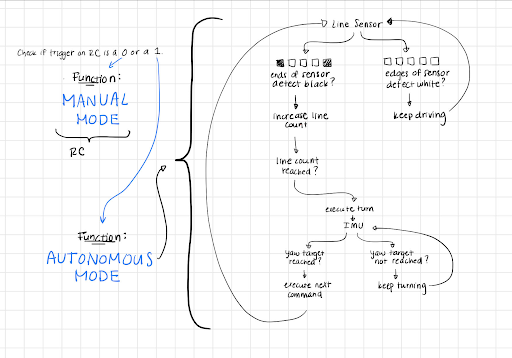 Check if trigger on RC is a 0 or a 1
Function:
MANUAL
MODE
RC
Function:
AUTONOMOUS
MODE
Line Sensor
ends of sensor
detect black?
increase line
count
line count
reached?
edges of sensor
detect white?
keep driving
execute turn
IMU
yaw target
reached?
execute next
command
yaw target
not reached?
keep turning